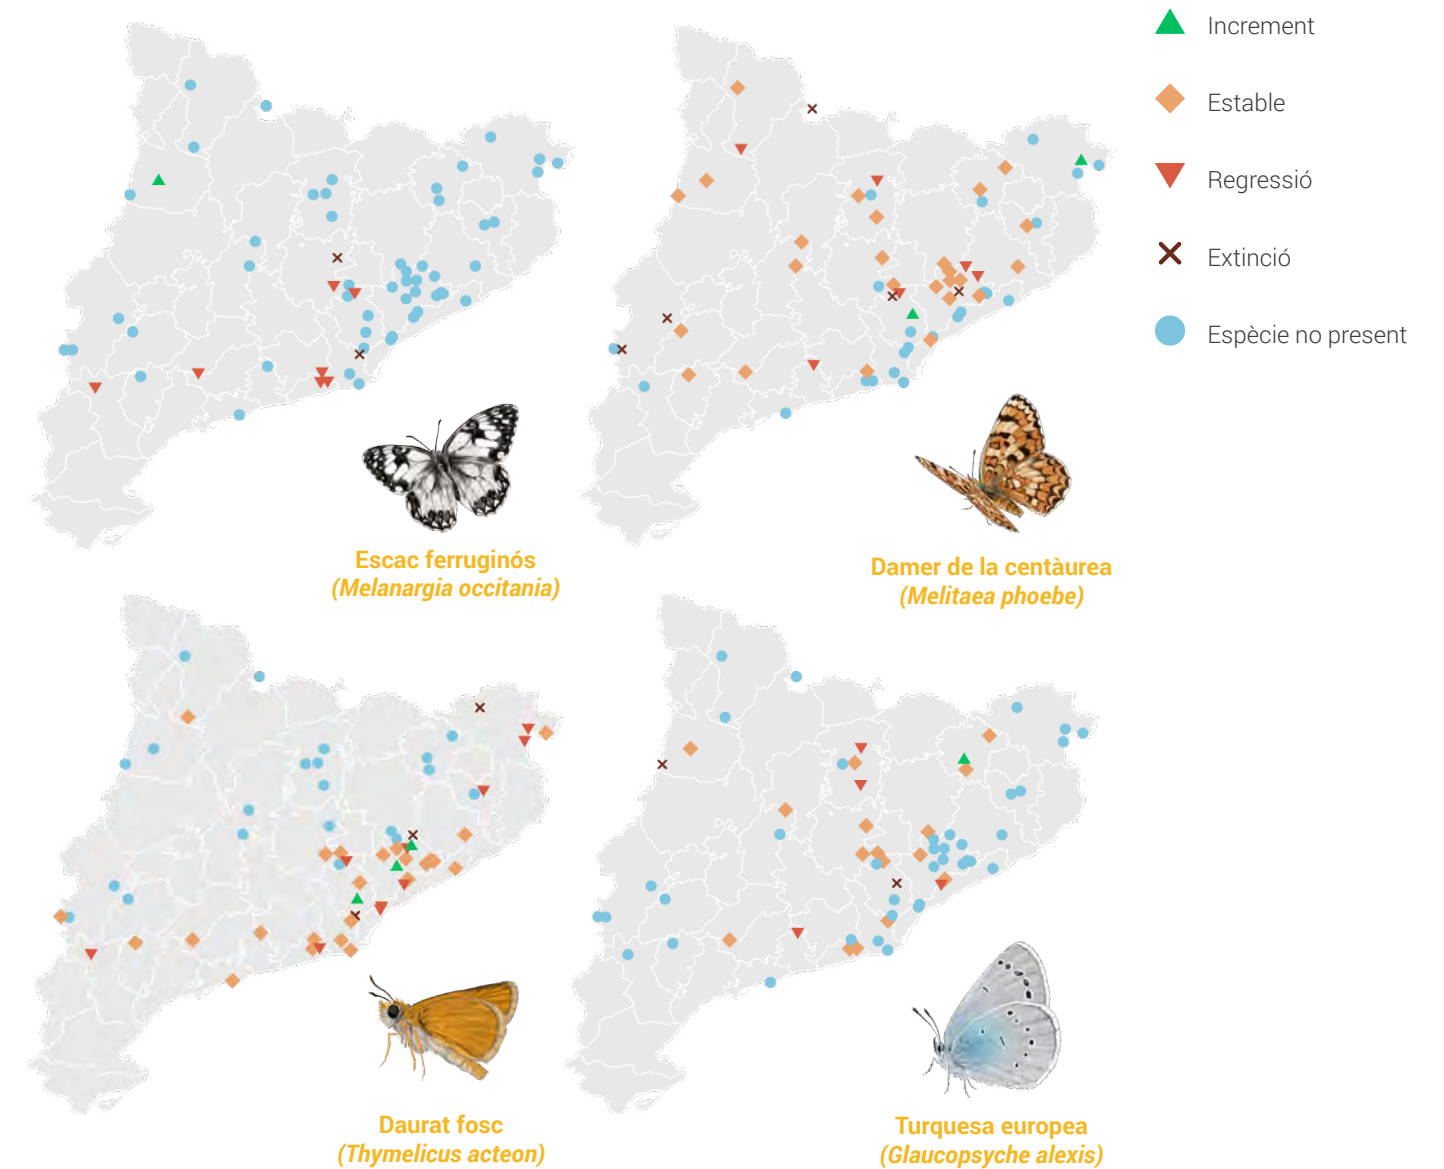 Increment
Estable
Regressió
Extinció
Espècie no present
Escac ferruginós
(Melanargia occitania)
Damer de la centàurea
(Melitaea phoebe)
Daurat fosc
(Thymelicus acteon)
Turquesa europea
(Glaucopsyche alexis)